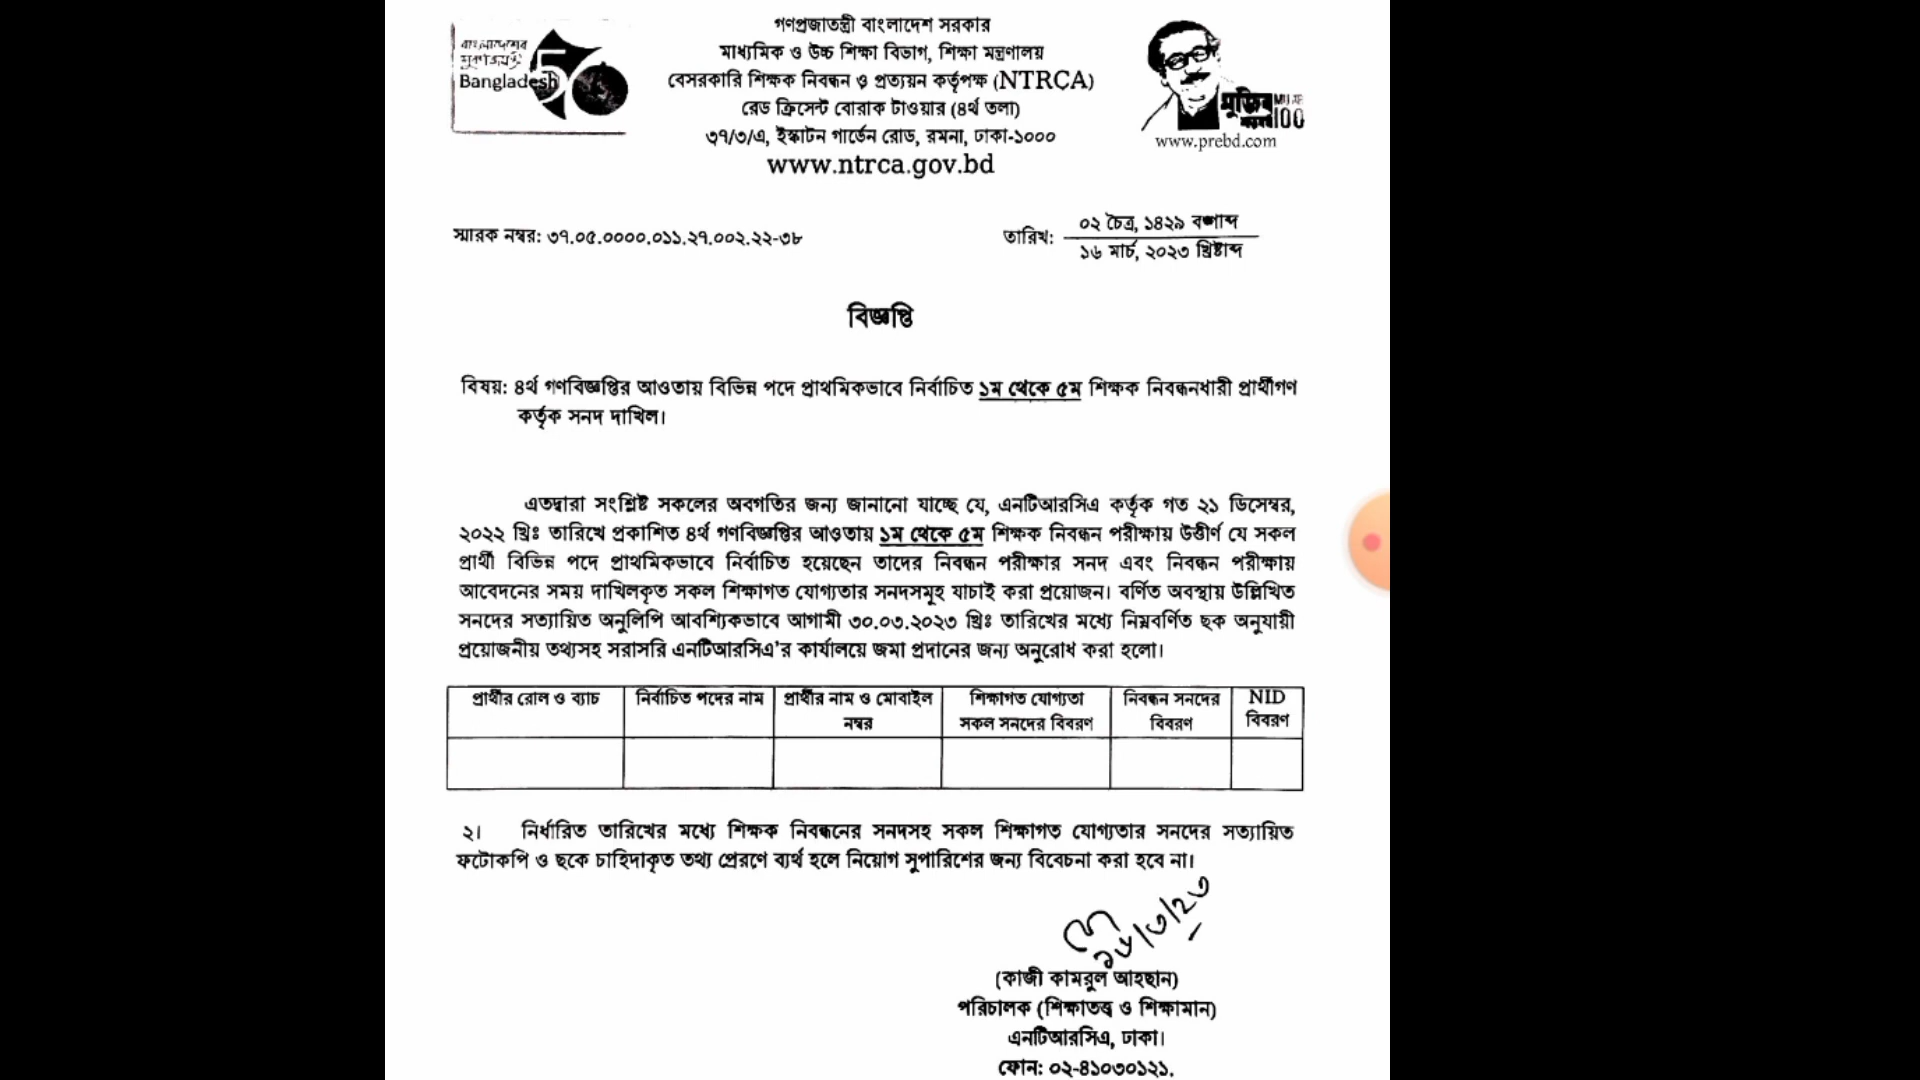 বাংলাদেশের
সুবর্ণজয়ন্তী
Bangladesh
50
গণপ্রজাতন্ত্রী বাংলাদেশ সরকার
মাধ্যমিক ও উচ্চ শিক্ষা বিভাগ, শিক্ষা মন্ত্রণালয়
বেসরকারি শিক্ষক নিবন্ধন ও প্রত্যয়ন কর্তৃপক্ষ (NTRCA)
রেড ক্রিসেন্ট বোরাক টাওয়ার (৪র্থ তলা)
৩৭/৩/এ, ইস্কাটন গার্ডেন রোড, রমনা, ঢাকা-১০০০
www.ntrca.gov.bd
মুজিব 100
www.prebd.com
স্মারক নম্বর: ৩৭.০৫.০০০০.০১১.২৭.০০২.২২-৩৮
তারিখ: ০২ চৈত্র, ১৪২৯ বঙ্গাব্দ
১৬ মার্চ, ২০২৩ খ্রিষ্টাব্দ
বিজ্ঞপ্তি
বিষয়: ৪র্থ গণবিজ্ঞপ্তির আওতায় বিভিন্ন পদে প্রাথমিকভাবে নির্বাচিত ১ম থেকে ৫ম শিক্ষক নিবন্ধনধারী প্রার্থীগণ
কর্তৃক সনদ দাখিল।
এতদ্বারা সংশ্লিষ্ট সকলের অবগতির জন্য জানানো যাচ্ছে যে, এনটিআরসিএ কর্তৃক গত ২১ ডিসেম্বর,
২০২২ খ্রিঃ তারিখে প্রকাশিত ৪র্থ গণবিজ্ঞপ্তির আওতায় ১ম থেকে ৫ম শিক্ষক নিবন্ধন পরীক্ষায় উত্তীর্ণ যে সকল
প্রার্থী বিভিন্ন পদে প্রাথমিকভাবে নির্বাচিত হয়েছেন তাদের নিবন্ধন পরীক্ষার সনদ এবং নিবন্ধন পরীক্ষায়
আবেদনের সময় দাখিলকৃত সকল শিক্ষাগত যোগ্যতার সনদসমূহ যাচাই করা প্রয়োজন। বর্ণিত অবস্থায় উল্লিখিত
সনদের সত্যায়িত অনুলিপি আবশ্যিকভাবে আগামী ৩০.০৩.২০২৩ খ্রিঃ তারিখের মধ্যে নিম্নবর্ণিত ছক অনুযায়ী
প্রয়োজনীয় তথ্যসহ সরাসরি এনটিআরসিএ'র কার্যালয়ে জমা প্রদানের জন্য অনুরোধ করা হলো।
প্রার্থীর রোল ও ব্যাচ নির্বাচিত পদের নাম প্রার্থীর নাম ও মোবাইল শিক্ষাগত যোগ্যতা নিবন্ধন সনদের NID
নম্বর সকল সনদের বিবরণ বিবরণ বিবরণ
২। নির্ধারিত তারিখের মধ্যে শিক্ষক নিবন্ধনের সনদসহ সকল শিক্ষাগত যোগ্যতার সনদের সত্যায়িত
ফটোকপি ও ছকে চাহিদাকৃত তথ্য প্রেরণে ব্যর্থ হলে নিয়োগ সুপারিশের জন্য বিবেচনা করা হবে না।
১৬/৩/২৩
(কাজী কামরুল আহছান)
পরিচালক (শিক্ষাতত্ত্ব ও শিক্ষামান)
এনটিআরসিএ, ঢাকা।
ফোন: ০২-৪১০৩০১২১.